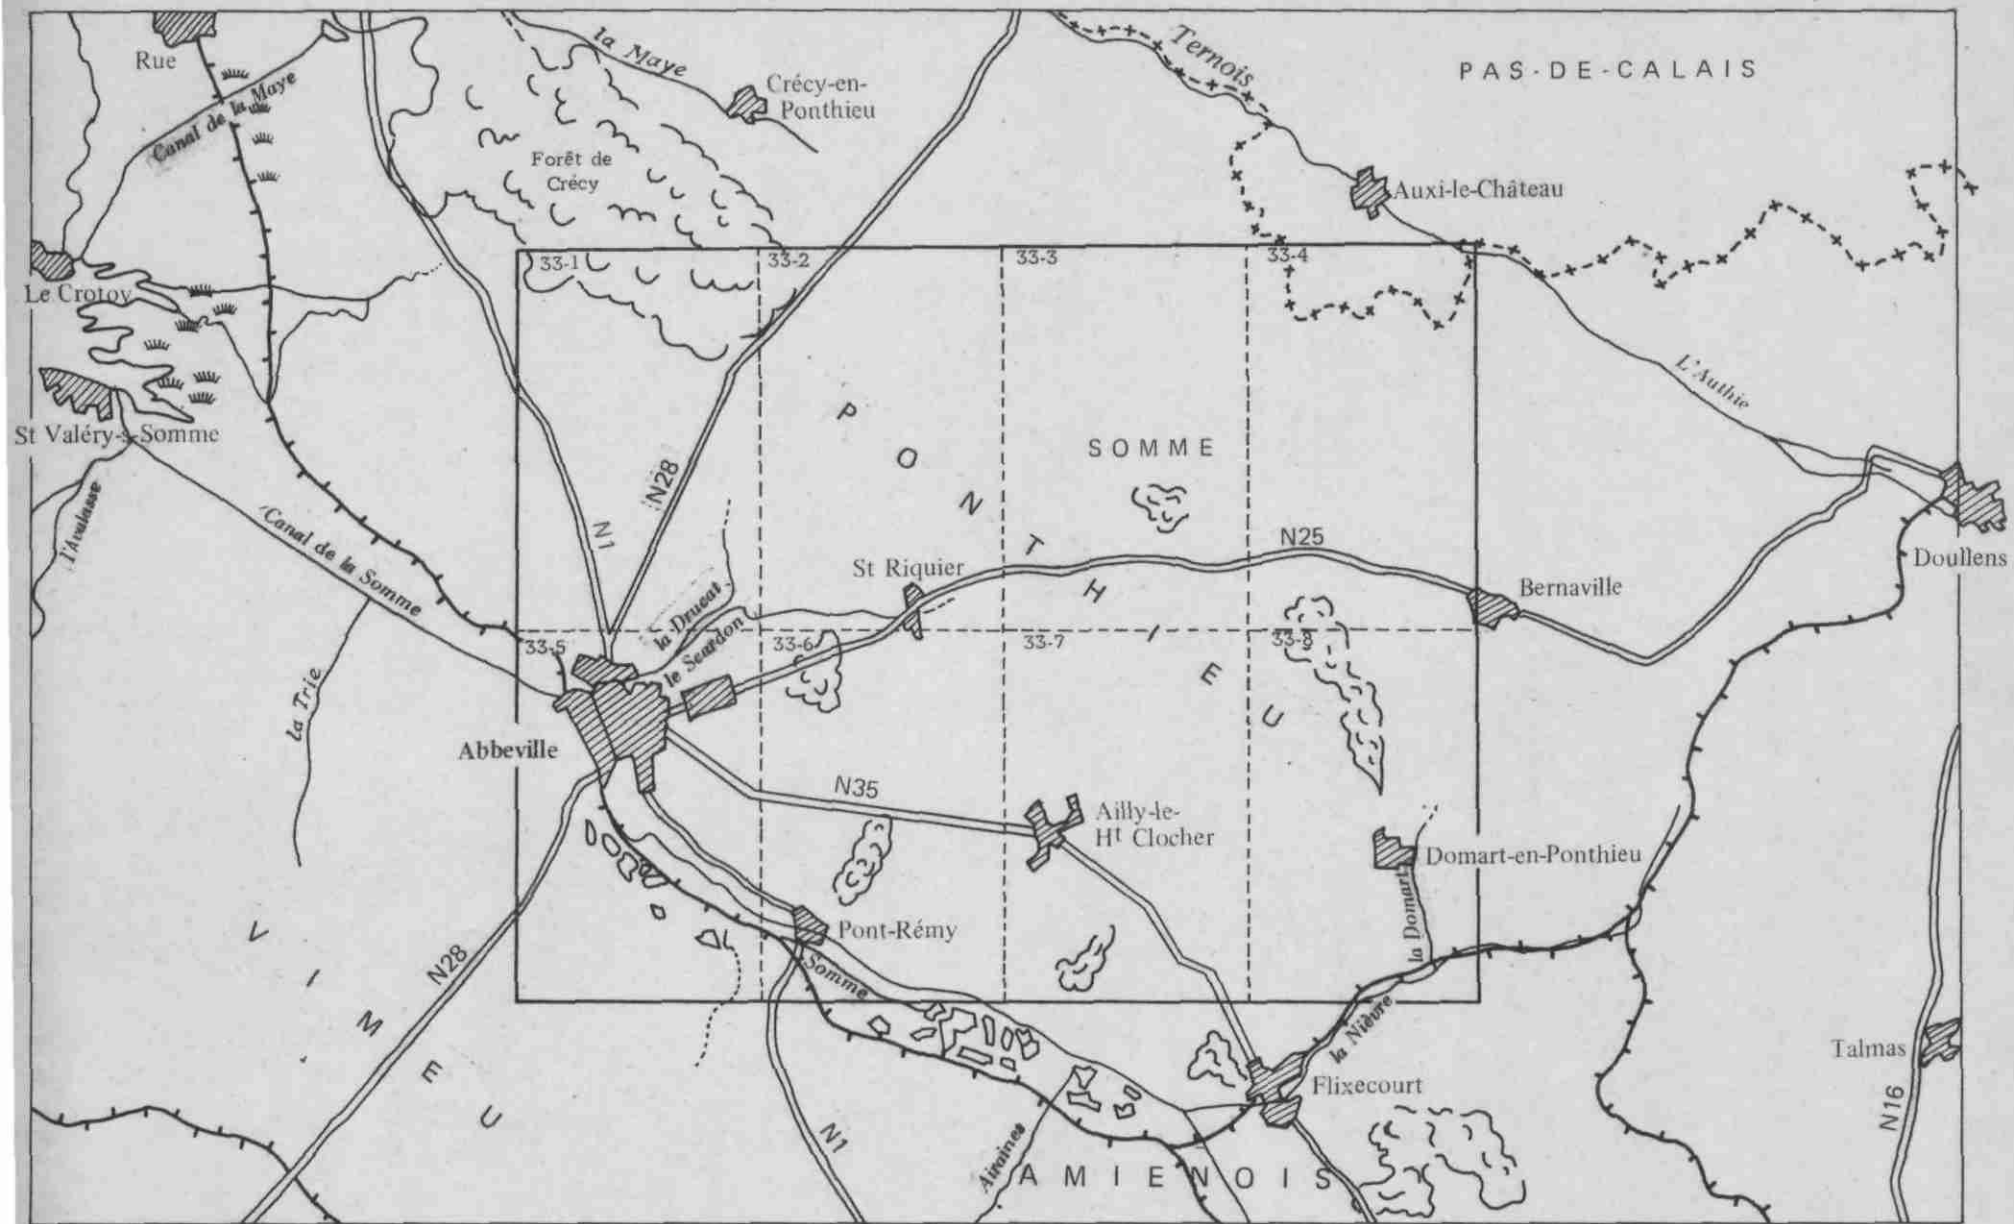 Rue
la Maye
Ternois
PAS-DE-CALAIS
Crécy-en-
Ponthieu
Canal de la Maye
Forêt de
Crécy
Auxi-le-Château
33-1
33-2
33-3
33-4
Le Crotoy
L'Authie
St Valéry-s-Somme
PONTHIEU
SOMME
N28
l'Avalasse
Canal de la Somme
N1
N25
St Riquier
Doullens
Bernaville
la Drucat
le Scardon
33-5
33-6
33-7
33-8
la Trie
Abbeville
N35
Ailly-le-
Ht Clocher
Domart-en-Ponthieu
la Domart
Pont-Rémy
VIMEU
N28
Somme
la Nièvre
Talmas
Flixecourt
N16
N1
Airaines
AMIENOIS